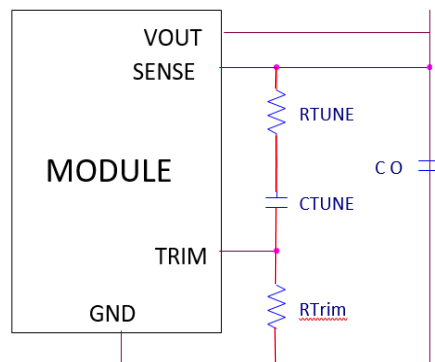 VOUT
SENSE
RTUNE
MODULE
C O
CTUNE
TRIM
GND
RTrim